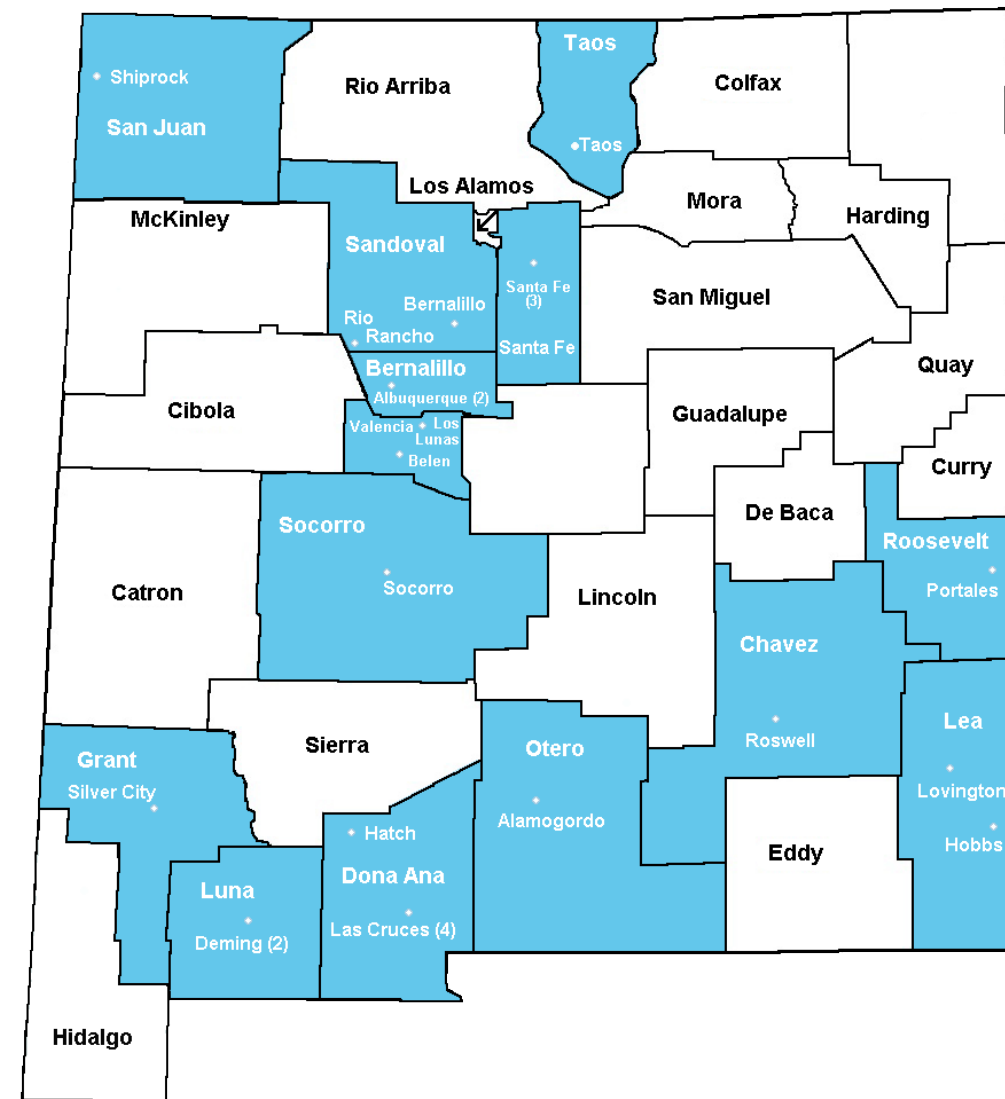 Taos
Rio Arriba
Colfax
Shiprock
San Juan
Taos
Los Alamos
Mora
McKinley
Harding
Sandoval
Santa Fe
(3)
San Miguel
Bernalillo
Rio
Rancho
Santa Fe
Bernalillo
Quay
Albuquerque (2)
Cibola
Guadalupe
Valencia
Los
Lunas
Belen
Curry
De Baca
Socorro
Roosevelt
Catron
Socorro
Lincoln
Portales
Chavez
Lea
Roswell
Sierra
Otero
Grant
Silver City
Lovington
Alamogordo
Hatch
Hobbs
Eddy
Dona Ana
Luna
Las Cruces (4)
Deming (2)
Hidalgo